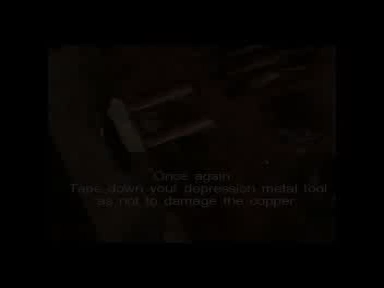 Once again
Tape down your depression metal tool
as not to damage the copper